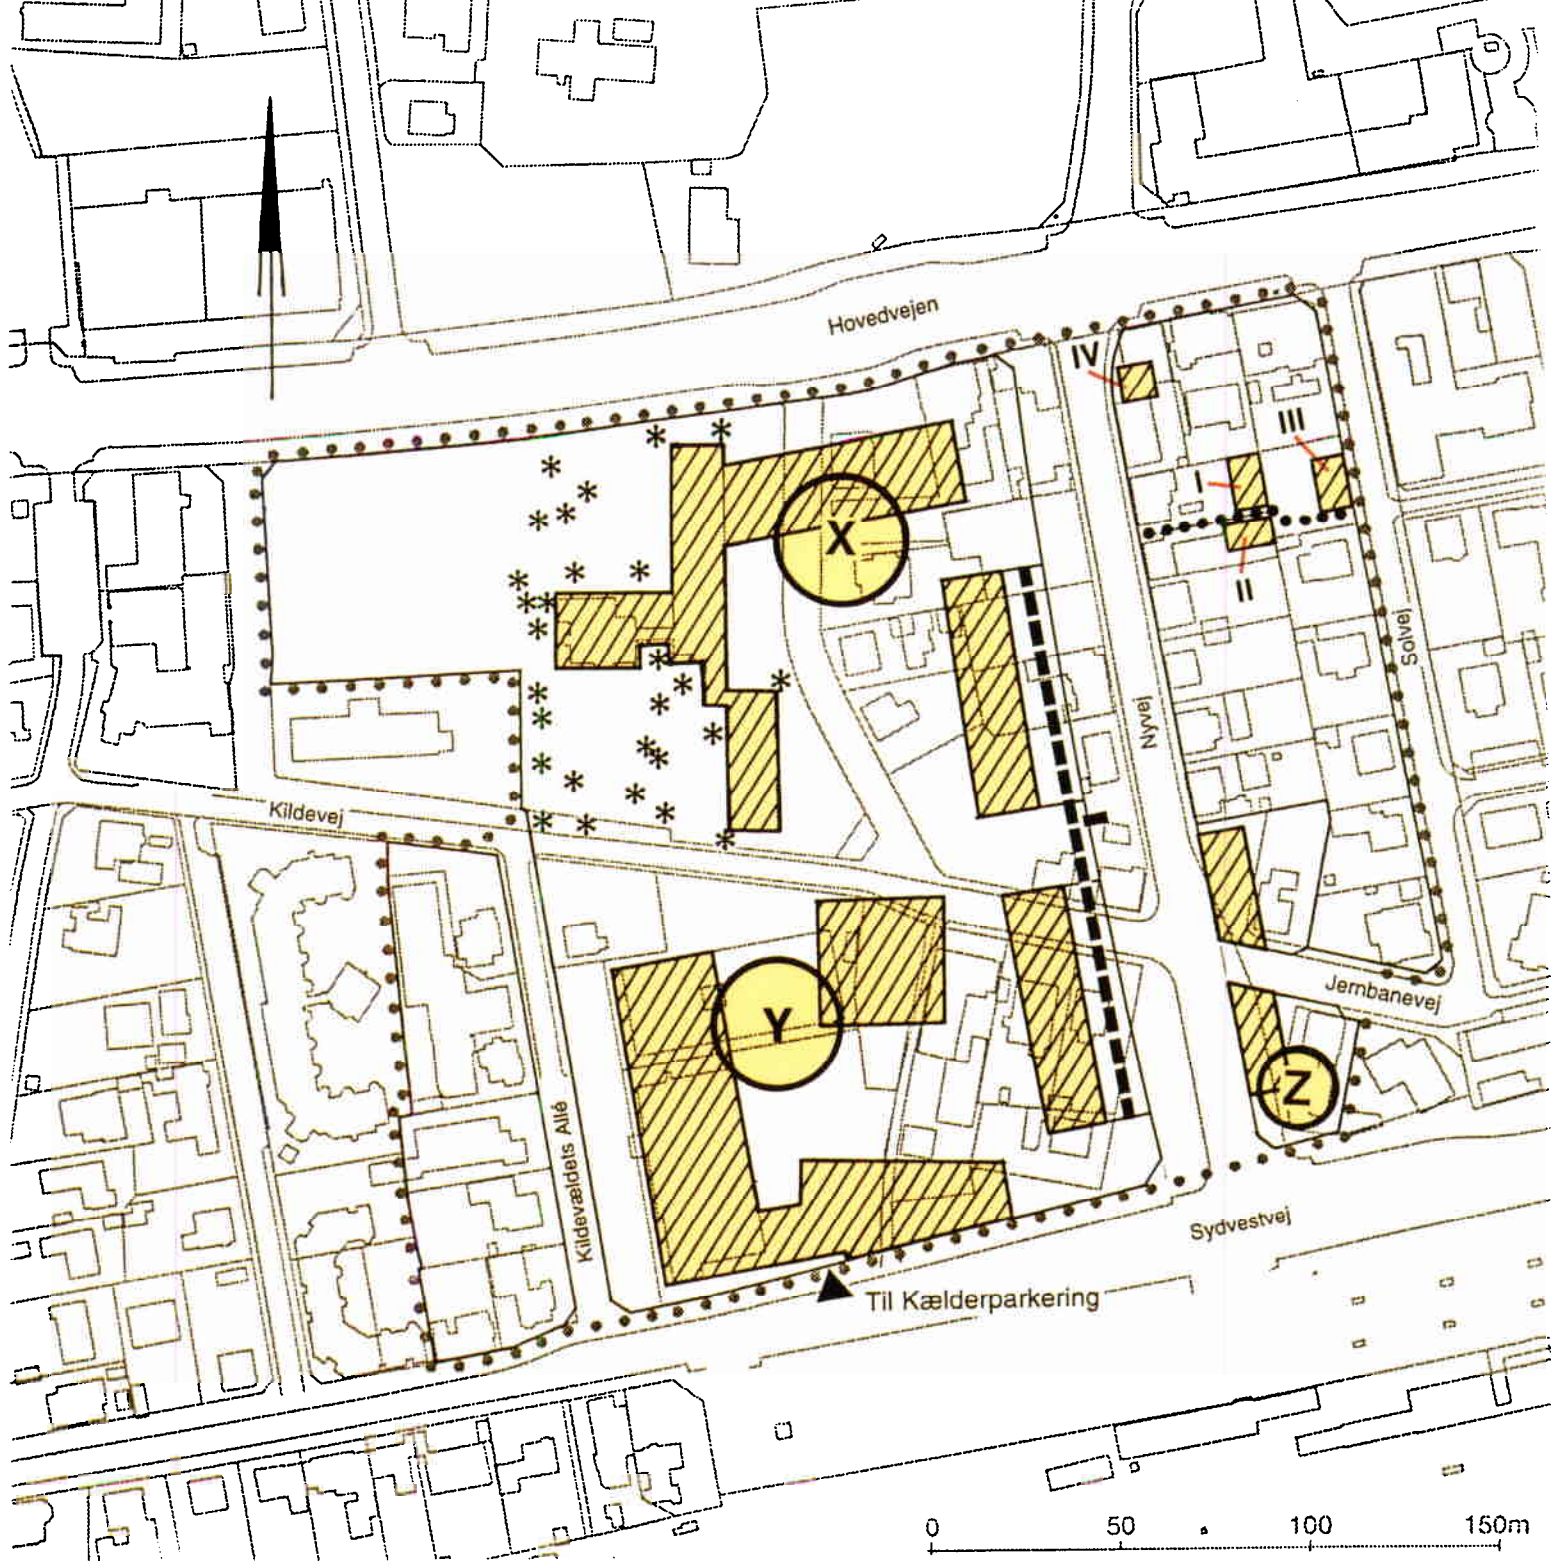 Hovedvejen
IV
III
X
I
II
Solvej
Nyvej
Kildevej
Jernbanevej
Y
Z
Kildevældets Allé
Sydvestvej
Til Kælderparkering
0 50 100 150m